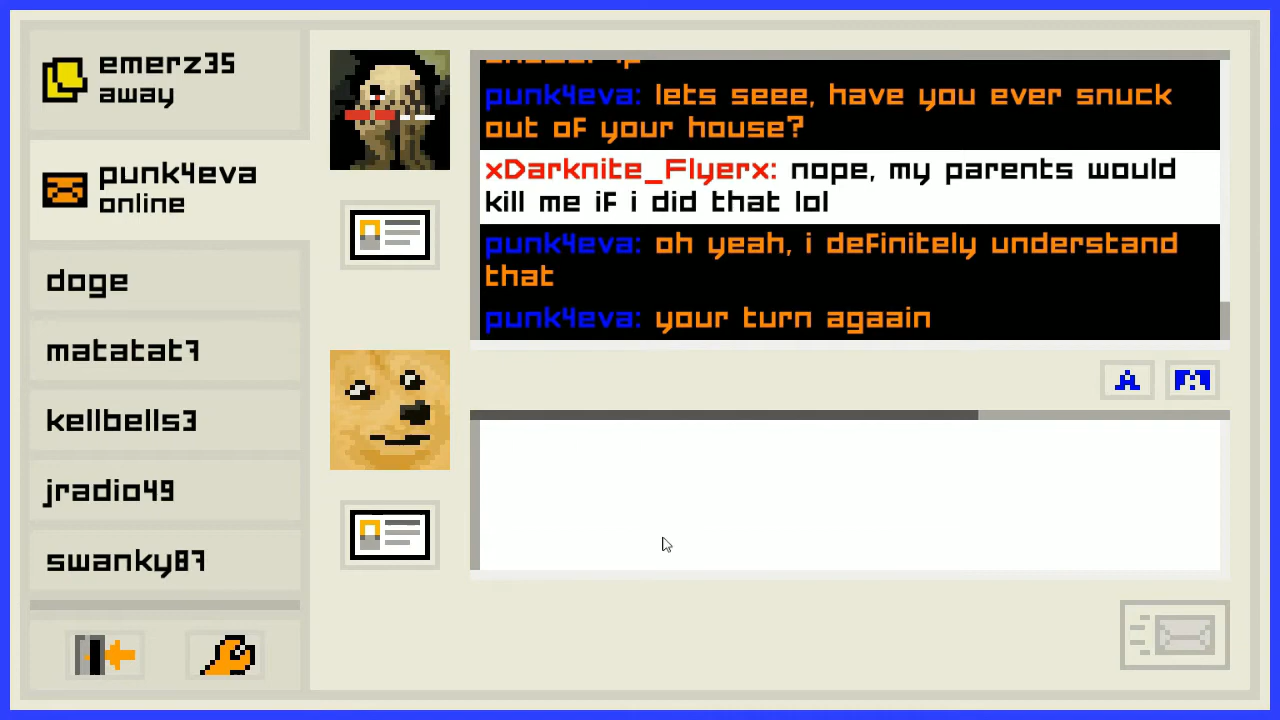 emerz35
away
punk4eva
online
doge
matatat7
kellbells3
jradio49
swanky87
punk4eva: lets seee, have you ever snuck
out of your house?
xDarknite_Flyerx: nope, my parents would
kill me if i did that lol
punk4eva: oh yeah, i definitely understand
that
punk4eva: your turn agaain
A